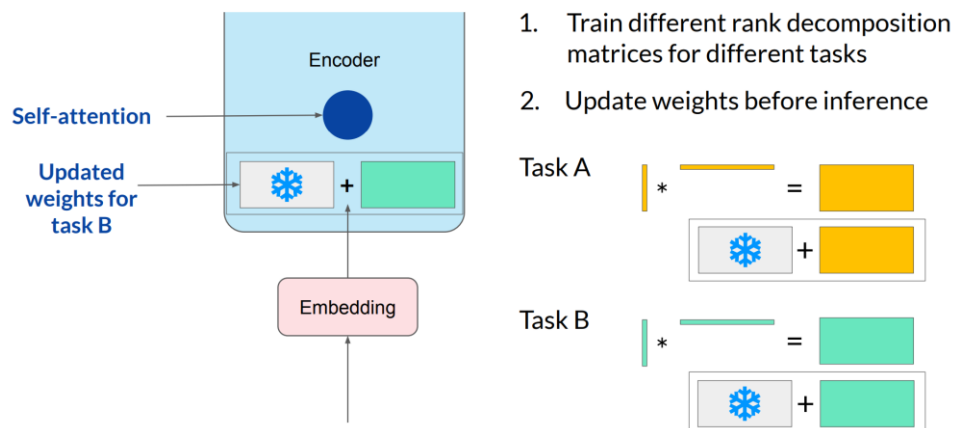 Encoder
Self-attention
Updated
weights for
task B
+
Embedding
1. Train different rank decomposition
matrices for different tasks
2. Update weights before inference
Task A
* =
+
Task B
* =
+